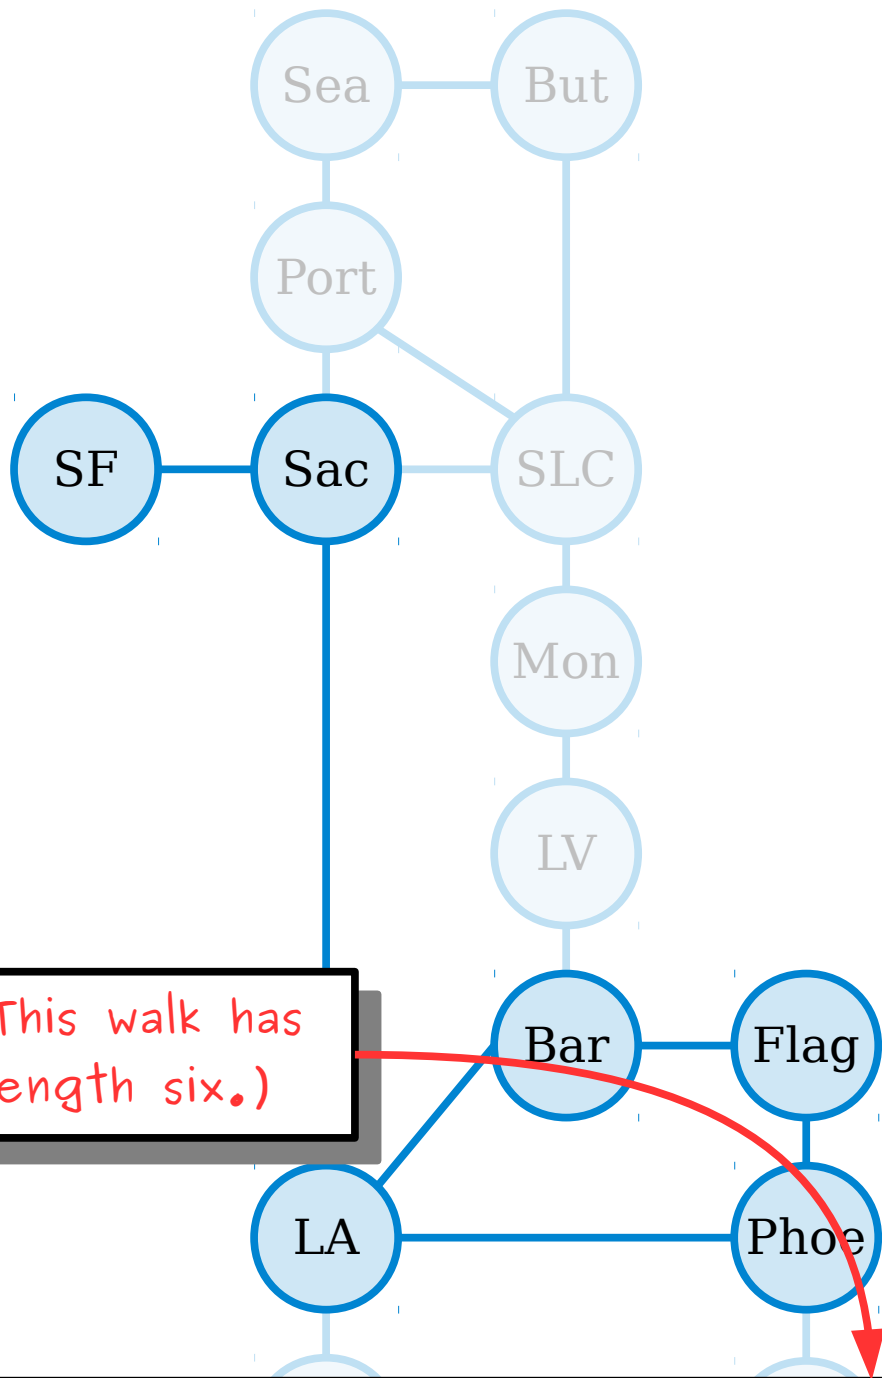 Sea
But
Port
SF
Sac
SLC
Mon
LV
This walk has
ength six.)
Bar
Flag
LA
Phoe